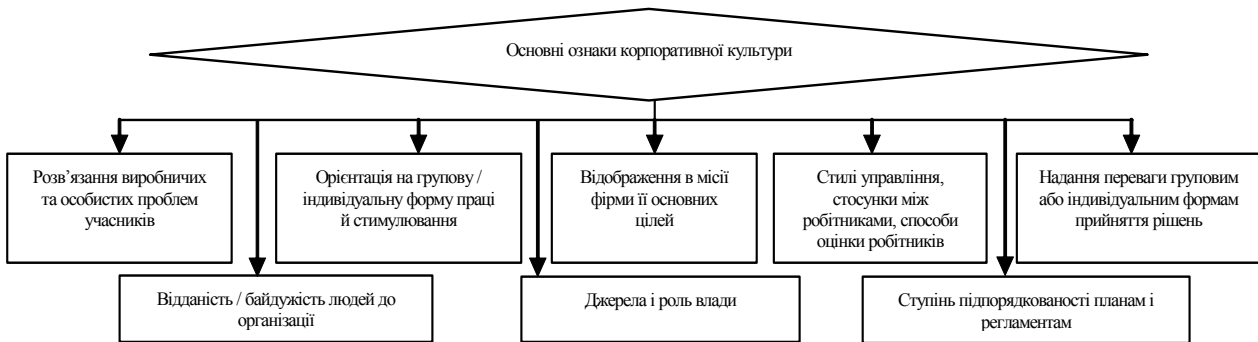 Основні ознаки корпоративної культури
Розв’язання виробничих
та особистих проблем
учасників
Орієнтація на групову /
індивідуальну форму праці
й стимулювання
Відображення в місії
фірми її основних
цілей
Стилі управління,
стосунки між
робітниками, способи
оцінки робітників
Надання переваги груповим
або індивідуальним формам
прийняття рішень
Відданість / байдужість людей до
організації
Джерела і роль влади
Ступінь підпорядкованості планам і
регламентам